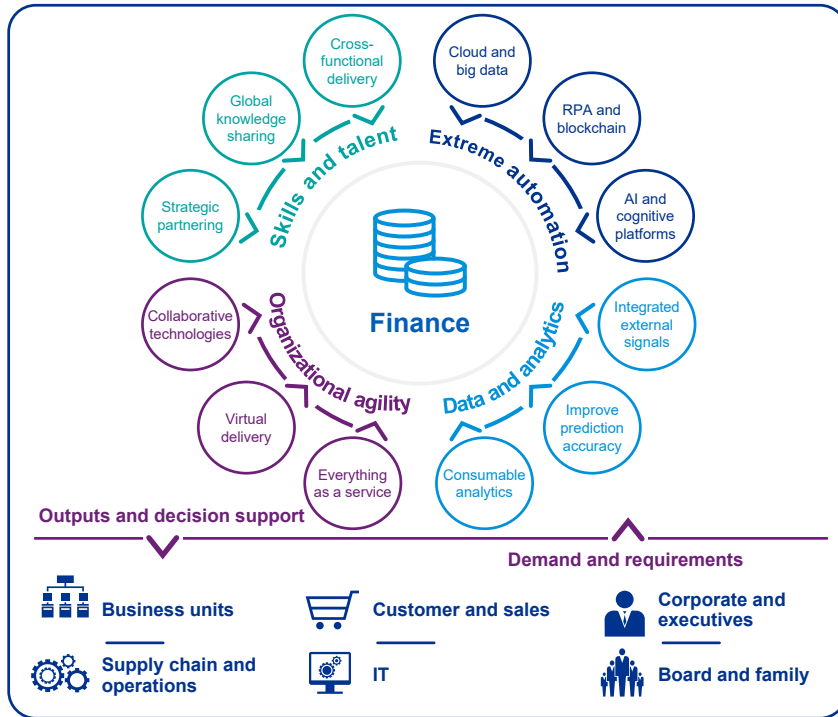 Cross-
functional
delivery
Cloud and
big data
Global
knowledge
sharing
RPA and
blockchain
Strategic
partnering
AI and
cognitive
platforms
Skills and talent
Extreme automation
Finance
Collaborative
technologies
Integrated
external
signals
Organizational agility
Data and analytics
Virtual
delivery
Improve
prediction
accuracy
Everything
as a service
Consumable
analytics
Outputs and decision support
Demand and requirements
Business units
Customer and sales
Corporate and
executives
Supply chain and
operations
IT
Board and family